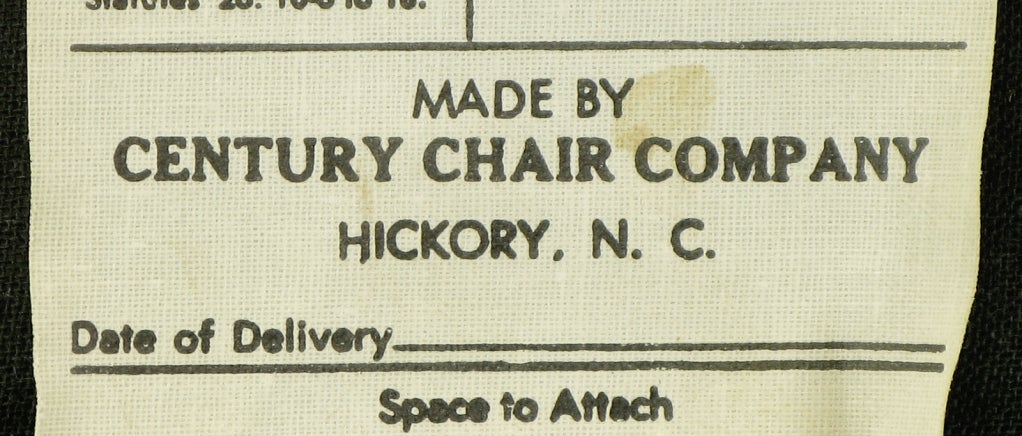 MADE BY
CENTURY CHAIR COMPANY
HICKORY, N. C.
Date of Delivery
Space to Attach